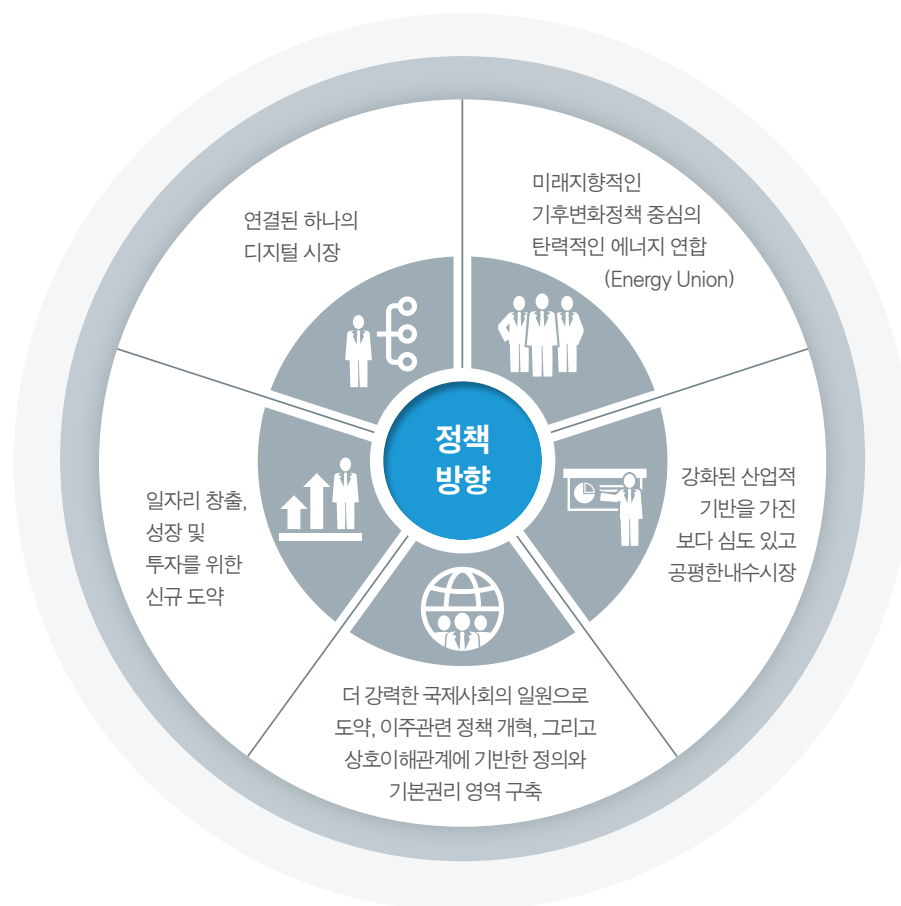 연결된 하나의
디지털 시장
미래지향적인
기후변화정책 중심의
탄력적인 에너지 연합
(Energy Union)
정책
방향
일자리 창출,
성장 및
투자를 위한
신규 도약
강화된 산업적
기반을 가진
보다 심도 있고
공평한내수시장
더 강력한 국제사회의 일원으로
도약, 이주관련 정책 개혁, 그리고
상호이해관계에 기반한 정의와
기본권리 영역 구축